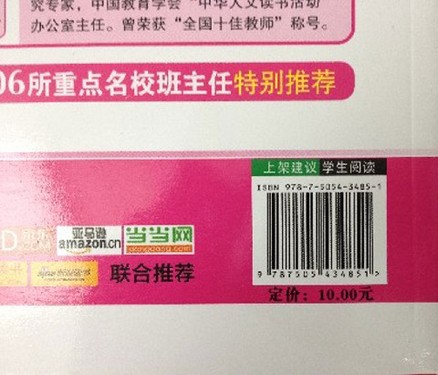 究专家，中国教育学会“中华人文读书活动
办公室主任。曾荣获“全国十佳教师”称号。
06所重点名校班主任特别推荐
上架建议 学生阅读
ISBN 978-7-5054-3485-1
亚马逊
amazon.cn
当当网
dangdang.com
联合推荐
9 787505 434851 >
定价：10.00元